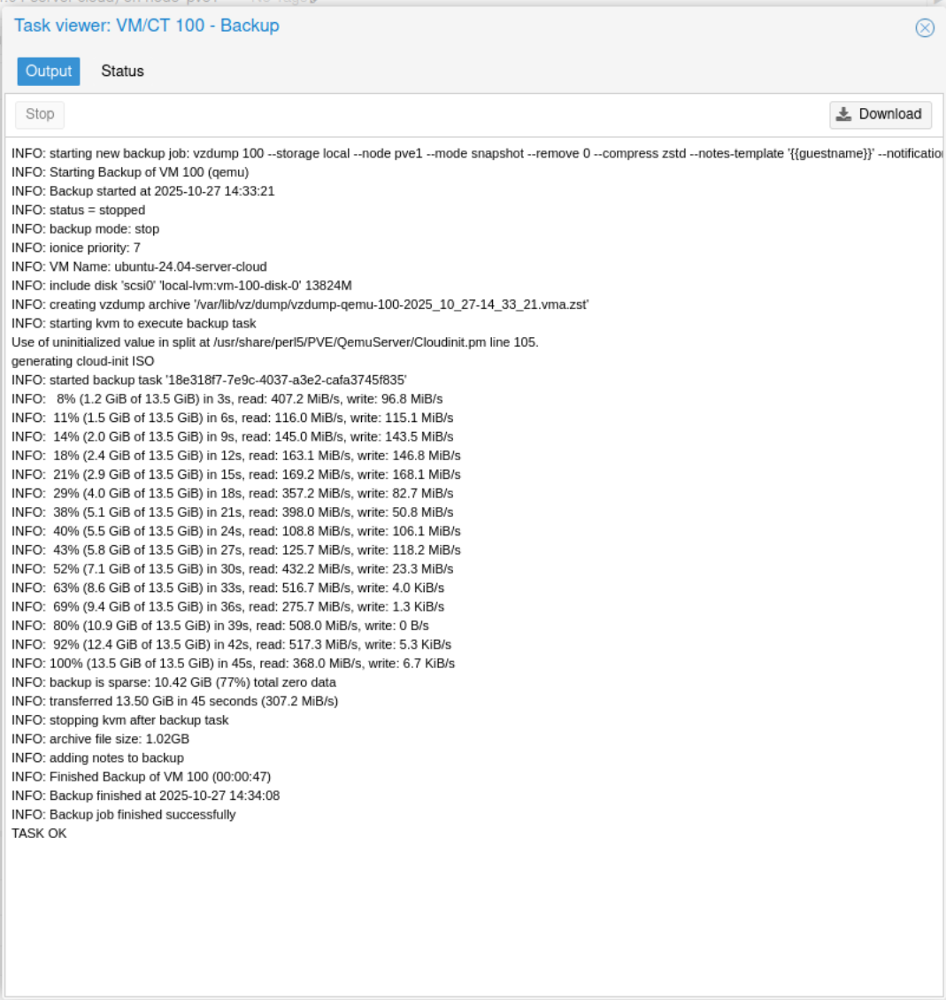 Task viewer: VM/CT 100 - Backup
Output Status
Stop Download
INFO: starting new backup job: vzdump 100 --storage local --node pve1 --mode snapshot --remove 0 --compress zstd --notes-template '{{guestname}}'
INFO: Starting Backup of VM 100 (qemu)
INFO: Backup started at 2025-10-27 14:33:21
INFO: status = stopped
INFO: backup mode: stop
INFO: ionice priority: 7
INFO: VM Name: ubuntu-24.04-server-cloud
INFO: include disk 'scsi0' 'local-lvm:vm-100-disk-0' 13824M
INFO: creating vzdump archive '/var/lib/vz/dump/vzdump-qemu-100-2025_10_27-14_33_21.vma.zst'
INFO: starting kvm to execute backup task
Use of uninitialized value in split at /usr/share/perl5/PVE/QemuServer/Cloudinit.pm line 105.
generating cloud-init ISO
INFO: started backup task '18e318f7-7e9c-4037-a3e2-cafa3745f835'
INFO: 8% (1.2 GiB of 13.5 GiB) in 3s, read: 407.2 MiB/s, write: 96.8 MiB/s
INFO: 11% (1.5 GiB of 13.5 GiB) in 6s, read: 116.0 MiB/s, write: 115.1 MiB/s
INFO: 14% (2.0 GiB of 13.5 GiB) in 9s, read: 145.0 MiB/s, write: 143.5 MiB/s
INFO: 18% (2.4 GiB of 13.5 GiB) in 12s, read: 163.1 MiB/s, write: 146.8 MiB/s
INFO: 21% (2.9 GiB of 13.5 GiB) in 15s, read: 169.2 MiB/s, write: 168.1 MiB/s
INFO: 29% (4.0 GiB of 13.5 GiB) in 18s, read: 357.2 MiB/s, write: 82.7 MiB/s
INFO: 38% (5.1 GiB of 13.5 GiB) in 21s, read: 398.0 MiB/s, write: 50.8 MiB/s
INFO: 40% (5.5 GiB of 13.5 GiB) in 24s, read: 108.8 MiB/s, write: 106.1 MiB/s
INFO: 43% (5.8 GiB of 13.5 GiB) in 27s, read: 125.7 MiB/s, write: 118.2 MiB/s
INFO: 52% (7.1 GiB of 13.5 GiB) in 30s, read: 432.2 MiB/s, write: 23.3 MiB/s
INFO: 63% (8.6 GiB of 13.5 GiB) in 33s, read: 516.7 MiB/s, write: 4.0 KiB/s
INFO: 69% (9.4 GiB of 13.5 GiB) in 36s, read: 275.7 MiB/s, write: 1.3 KiB/s
INFO: 80% (10.9 GiB of 13.5 GiB) in 39s, read: 508.0 MiB/s, write: 0 B/s
INFO: 92% (12.4 GiB of 13.5 GiB) in 42s, read: 517.3 MiB/s, write: 5.3 KiB/s
INFO: 100% (13.5 GiB of 13.5 GiB) in 45s, read: 368.0 MiB/s, write: 6.7 KiB/s
INFO: backup is sparse: 10.42 GiB (77%) total zero data
INFO: transferred 13.50 GiB in 45 seconds (307.2 MiB/s)
INFO: stopping kvm after backup task
INFO: archive file size: 1.02GB
INFO: adding notes to backup
INFO: Finished Backup of VM 100 (00:00:47)
INFO: Backup finished at 2025-10-27 14:34:08
INFO: Backup job finished successfully
TASK OK